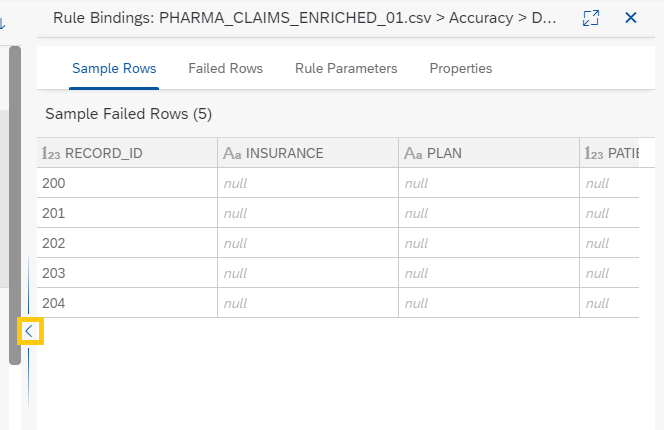 Rule Bindings: PHARMA_CLAIMS_ENRICHED_01.csv > Accuracy > D...
Sample Rows Failed Rows Rule Parameters Properties
Sample Failed Rows (5)
123 RECORD_ID Aa INSURANCE Aa PLAN 123 PATIE
200 null null null
201 null null null
202 null null null
203 null null null
204 null null null